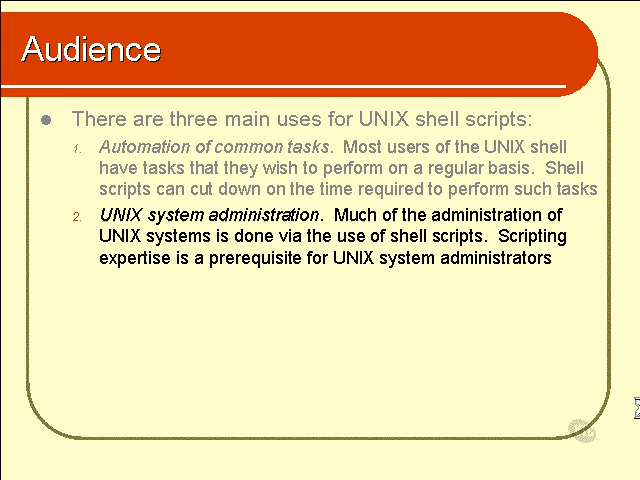 Audience
There are three main uses for UNIX shell scripts:
1. Automation of common tasks. Most users of the UNIX shell
have tasks that they wish to perform on a regular basis. Shell
scripts can cut down on the time required to perform such tasks
2. UNIX system administration. Much of the administration of
UNIX systems is done via the use of shell scripts. Scripting
expertise is a prerequisite for UNIX system administrators